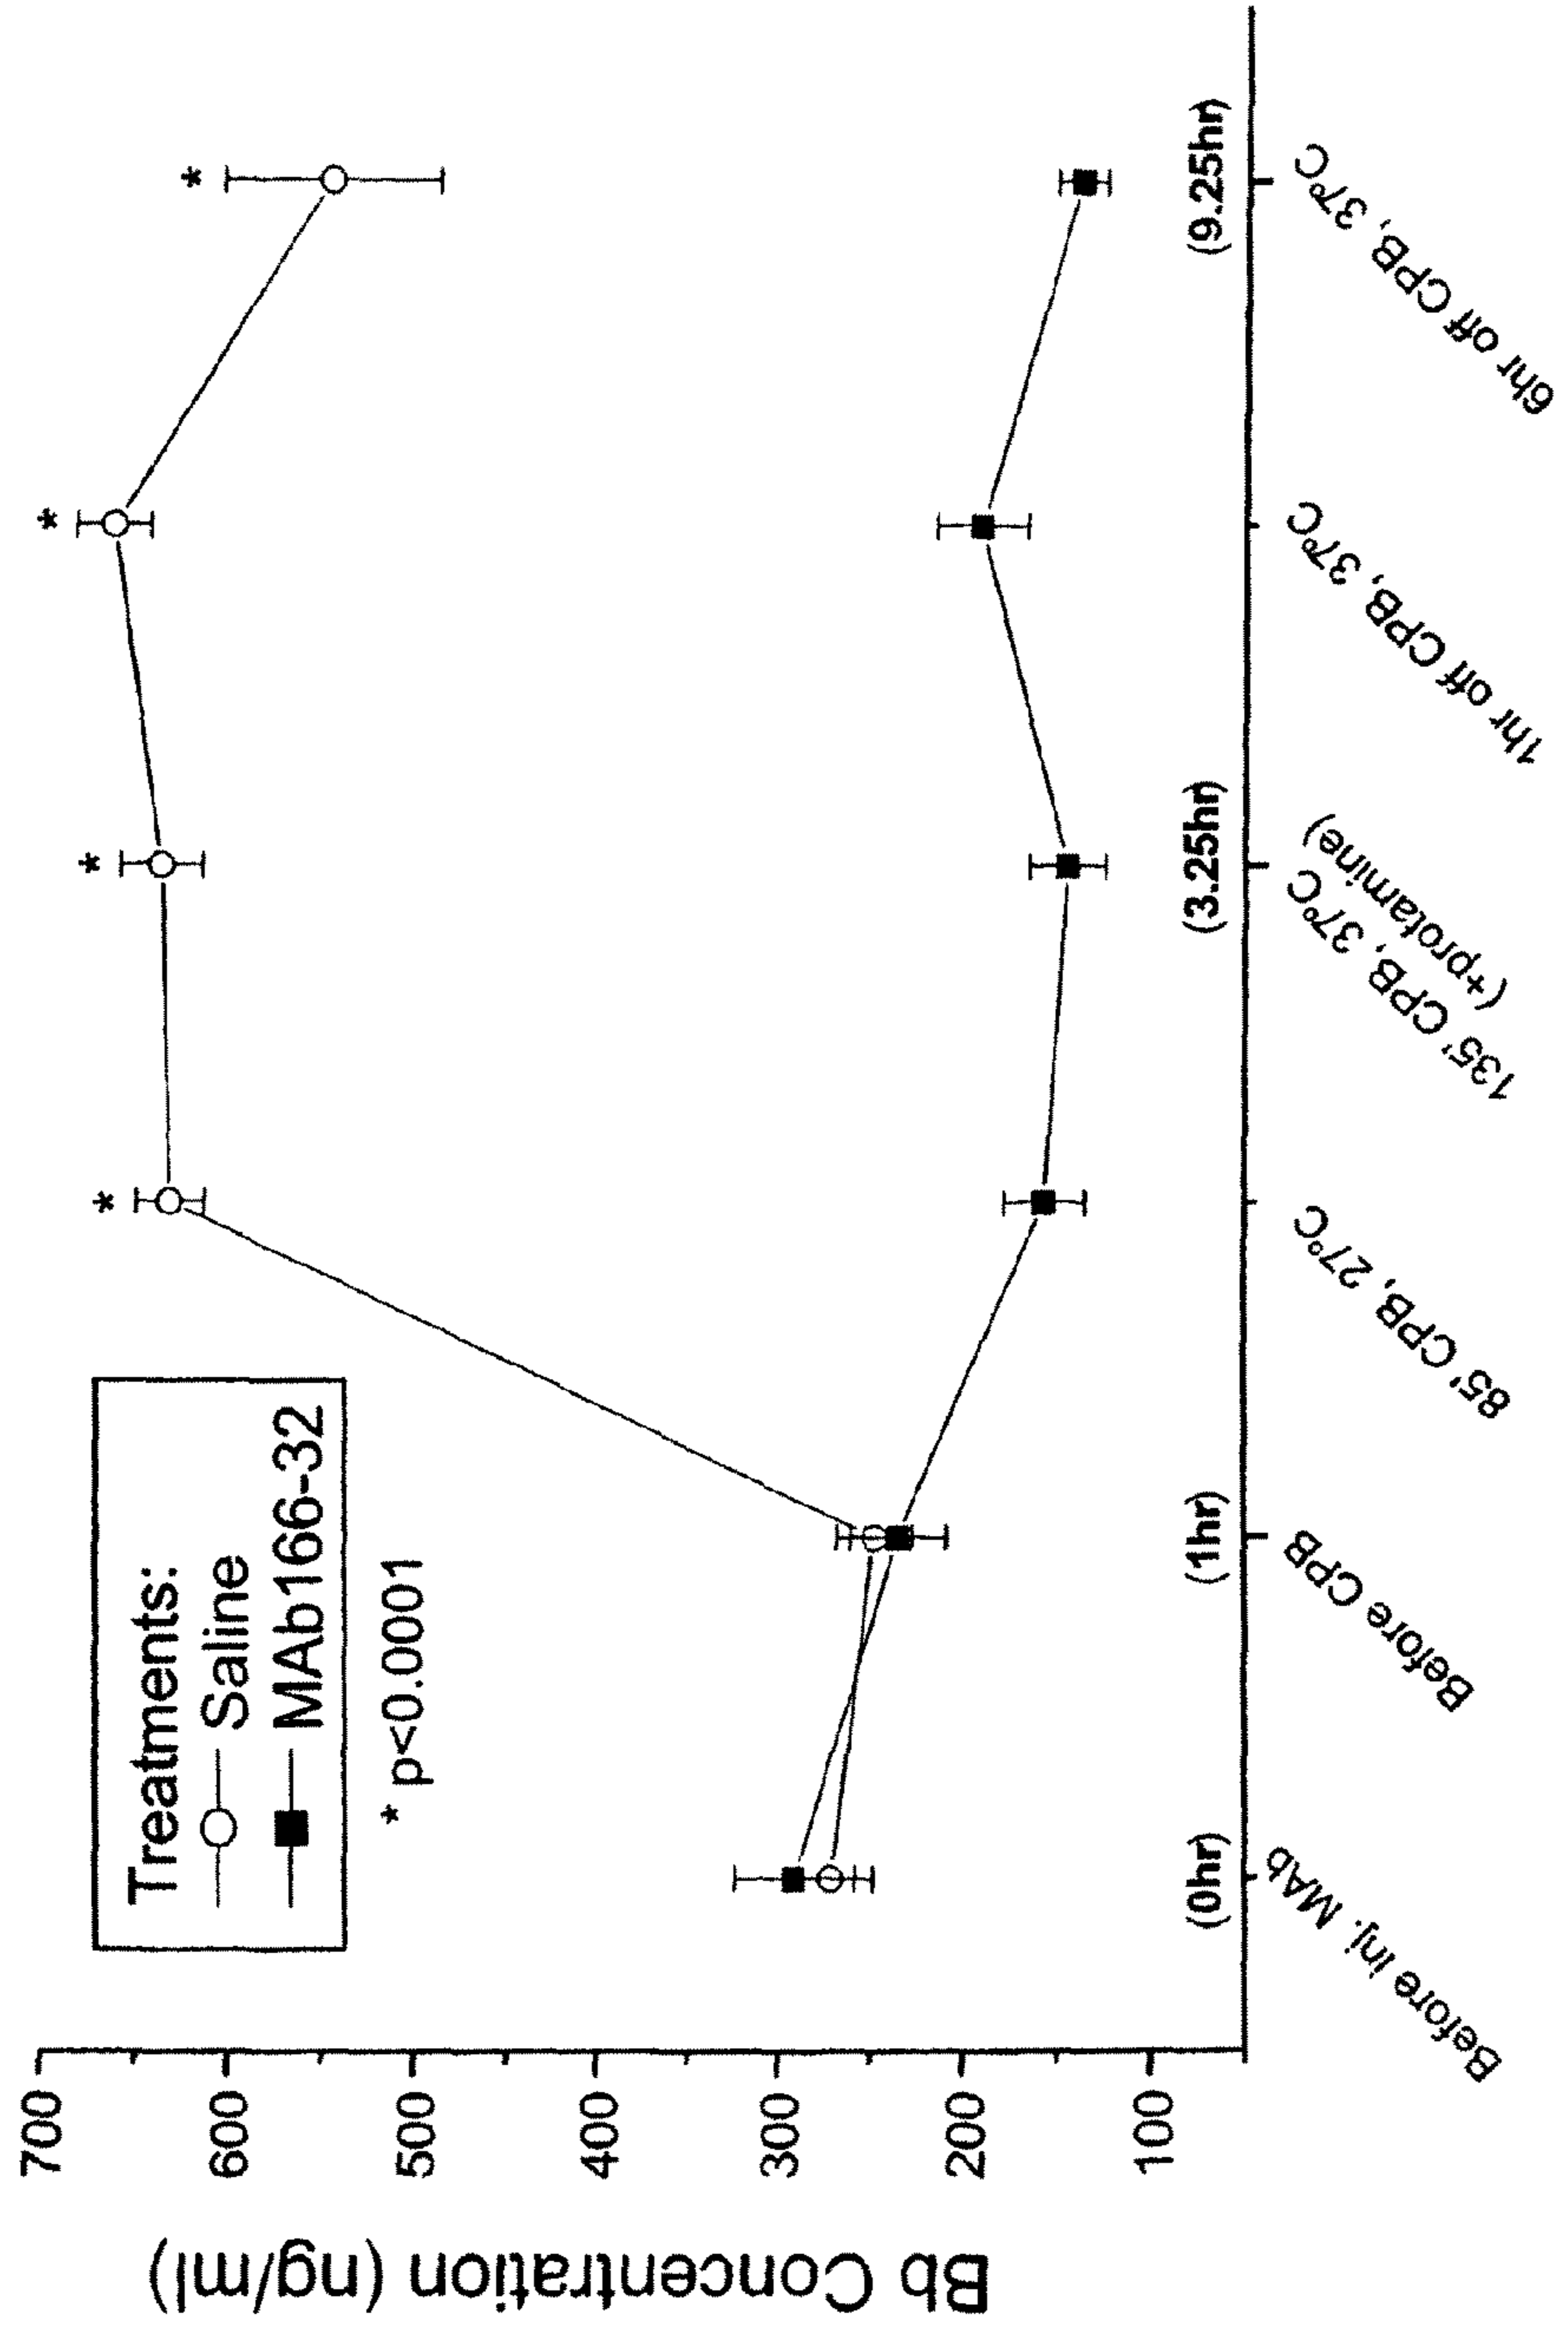 Bb Concentration (ng/ml)
700
600
500
400
300
200
100
Treatments:
Saline
MAb166-32
* p<0.0001
*
*
*
*
(0hr)
(1hr)
(3.25hr)
(9.25hr)
Before inj. MAb
Before CPB
85' CPB, 27°C
135' CPB, 37°C
(+protamine)
1hr off CPB, 37°C
6hr off CPB, 37°C